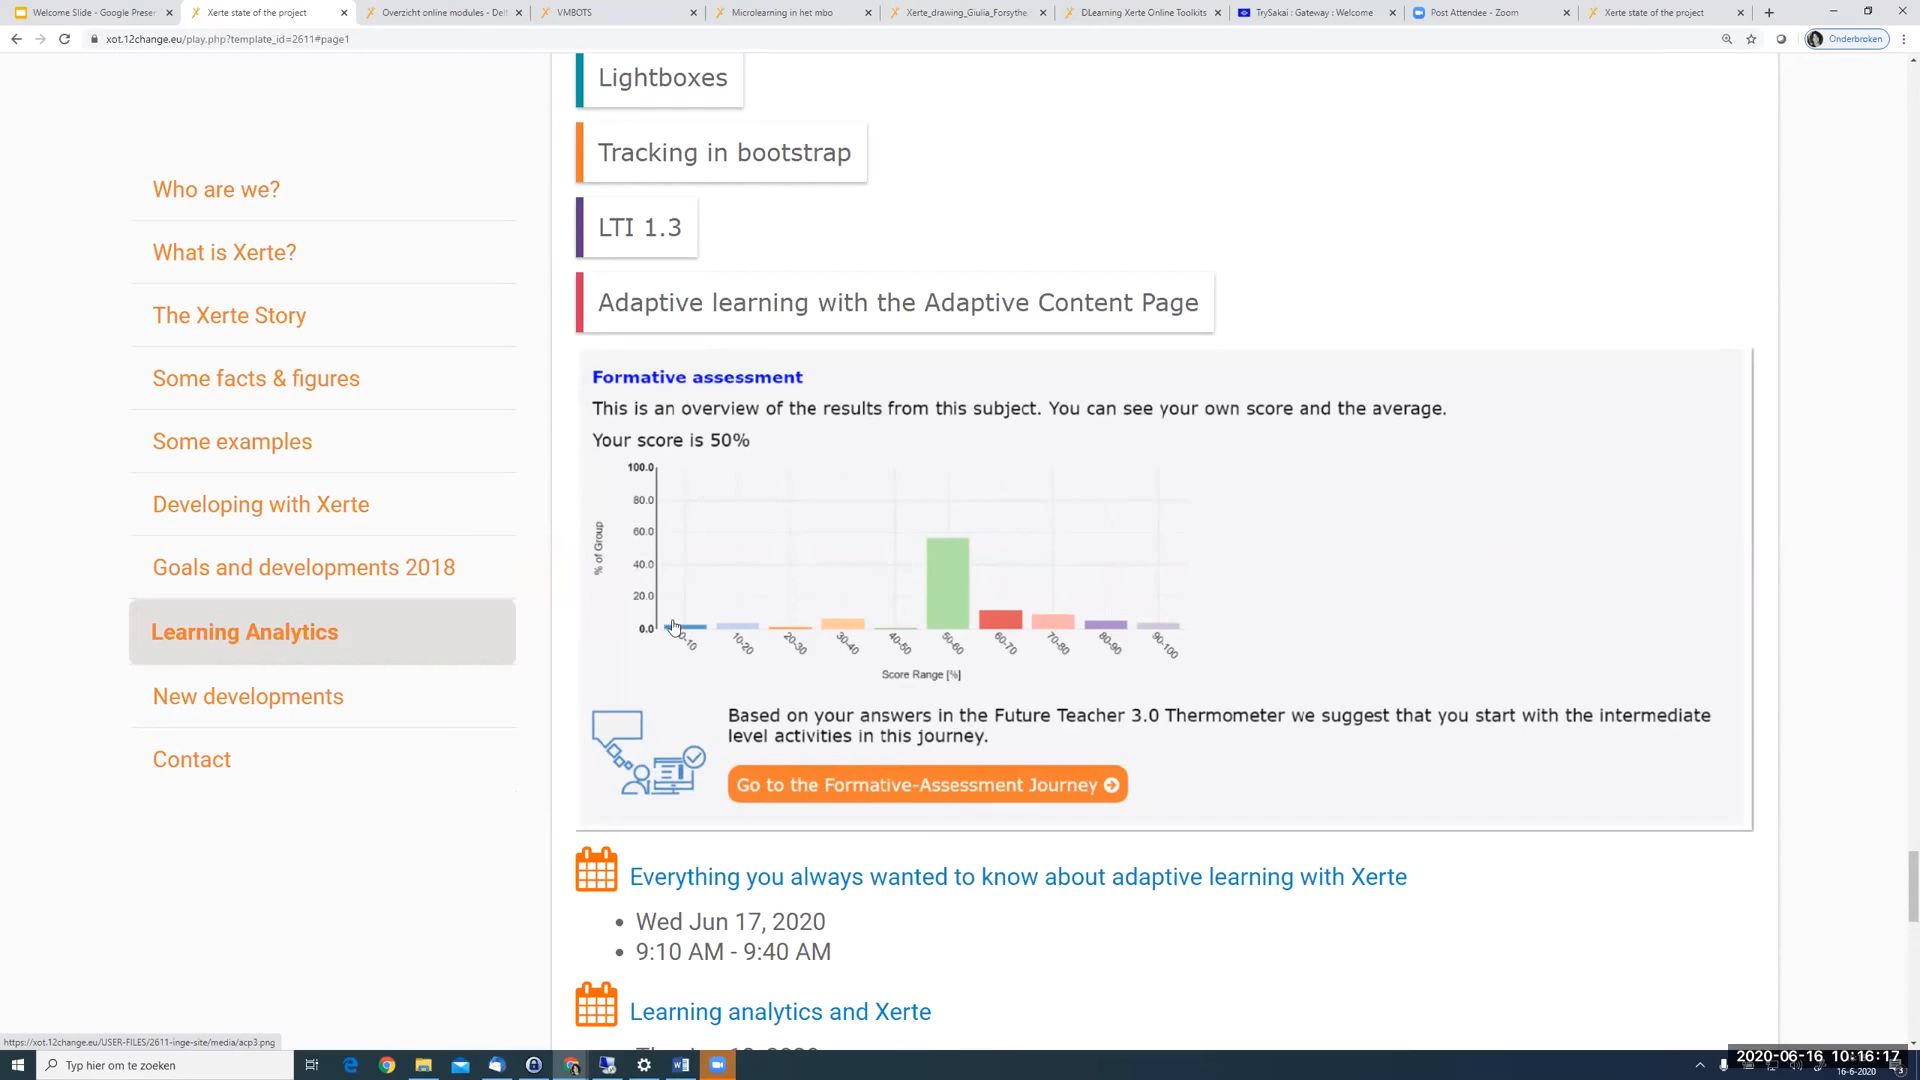 Welcome Slide - Google Presen
Xerte state of the project
Overzicht online modules - Delf
VMBOTS
Microlearning in het mbo
Xerte_drawing_Giulia_Forsythe.
DLearning Xerte Online Toolkits
TrySakai : Gateway : Welcome
Post Attendee - Zoom
Xerte state of the project
xot.12change.eu/play.php?template_id=2611#page1
Onderbroken
Who are we?
What is Xerte?
The Xerte Story
Some facts & figures
Some examples
Developing with Xerte
Goals and developments 2018
Learning Analytics
New developments
Contact
Lightboxes
Tracking in bootstrap
LTI 1.3
Adaptive learning with the Adaptive Content Page
Formative assessment
This is an overview of the results from this subject. You can see your own score and the average.
Your score is 50%
% of Group
100.0
80.0
60.0
40.0
20.0
0.0
0-10 10-20 20-30 30-40 40-50 50-60 60-70 70-80 80-90 90-100
Score Range [%]
Based on your answers in the Future Teacher 3.0 Thermometer we suggest that you start with the intermediate
level activities in this journey.
Go to the Formative-Assessment Journey
Everything you always wanted to know about adaptive learning with Xerte
• Wed Jun 17, 2020
• 9:10 AM - 9:40 AM
Learning analytics and Xerte
https://xot.12change.eu/USER-FILES/2611-inge-site/media/acp3.png
Typ hier om te zoeken
2020-06-16 10:16:17
16-6-2020